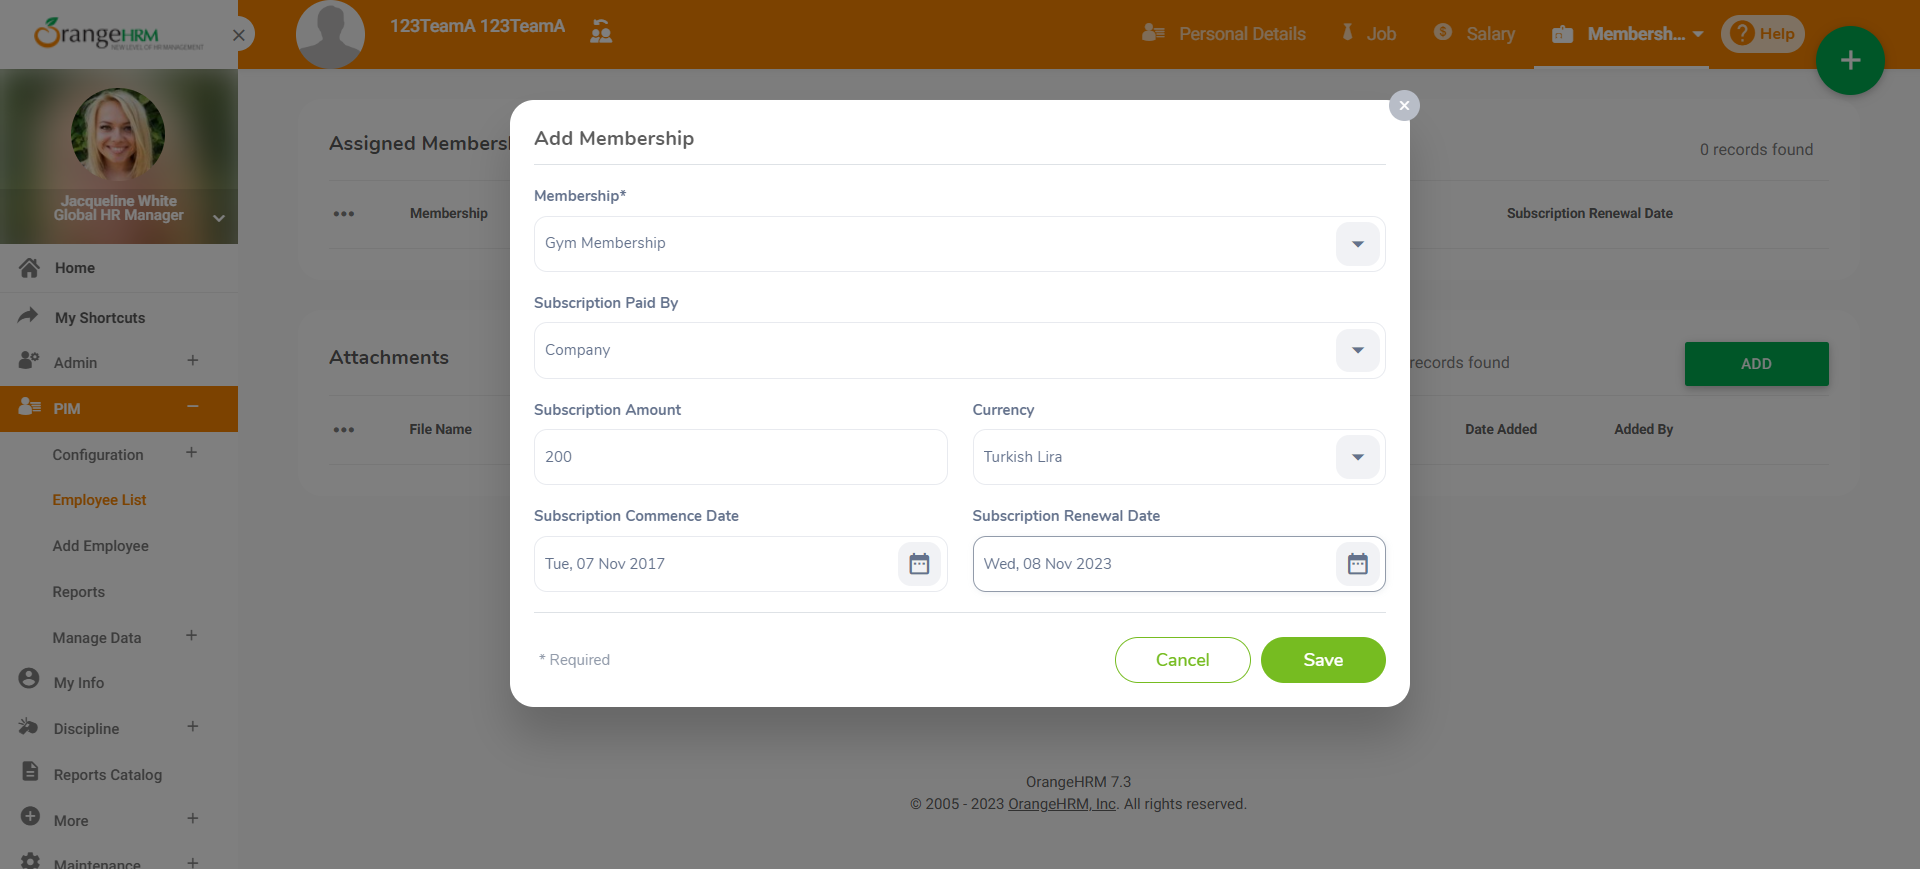 OrangeHRM
NEW LEVEL OF HR MANAGEMENT
123TeamA 123TeamA
Personal Details
Job
Salary
Membersh...
Help
Jacqueline White
Global HR Manager
Home
My Shortcuts
Admin
PIM
Configuration
Employee List
Add Employee
Reports
Manage Data
My Info
Discipline
Reports Catalog
More
Maintenance
Assigned Membersh
0 records found
Membership
Subscription Renewal Date
Attachments
records found
ADD
File Name
Date Added
Added By
Add Membership
Membership*
Gym Membership
Subscription Paid By
Company
Subscription Amount
Currency
200
Turkish Lira
Subscription Commence Date
Subscription Renewal Date
Tue, 07 Nov 2017
Wed, 08 Nov 2023
* Required
Cancel
Save
OrangeHRM 7.3
© 2005 - 2023 OrangeHRM, Inc. All rights reserved.